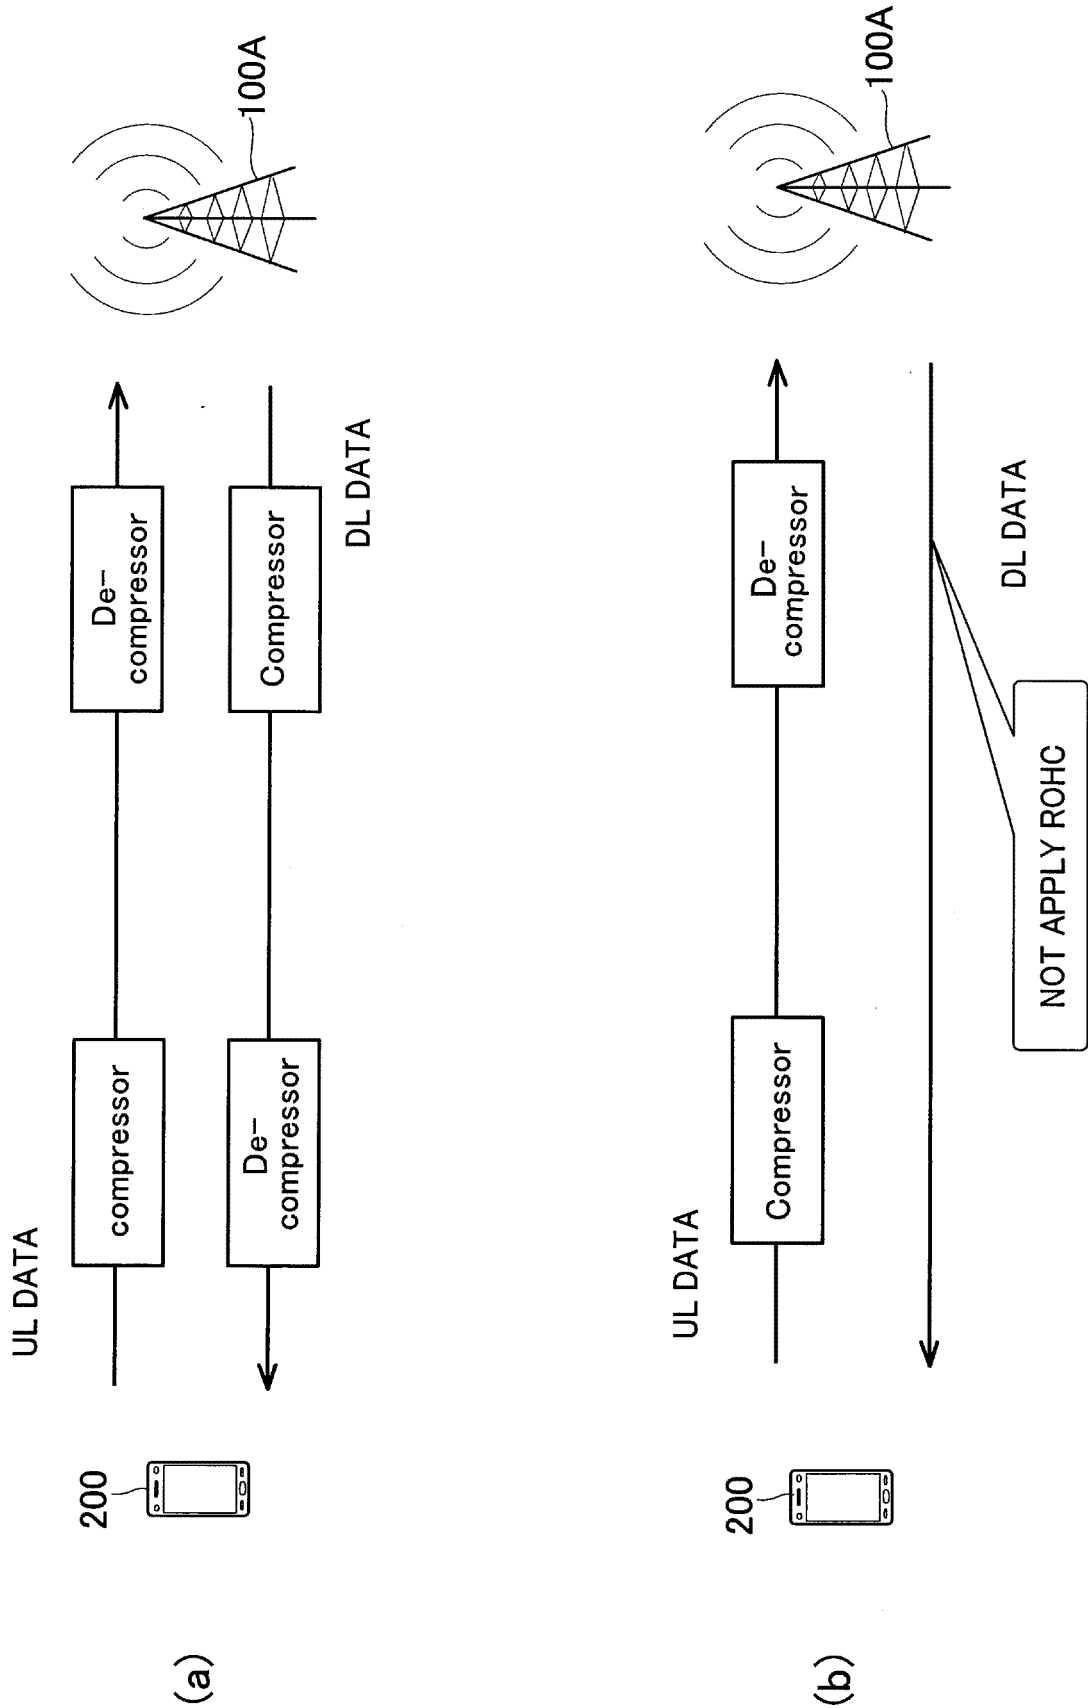 (a)
200
UL DATA
compressor
De-
compressor
De-
compressor
Compressor
DL DATA
100A
(b)
200
UL DATA
Compressor
De-
compressor
NOT APPLY ROHC
DL DATA
100A